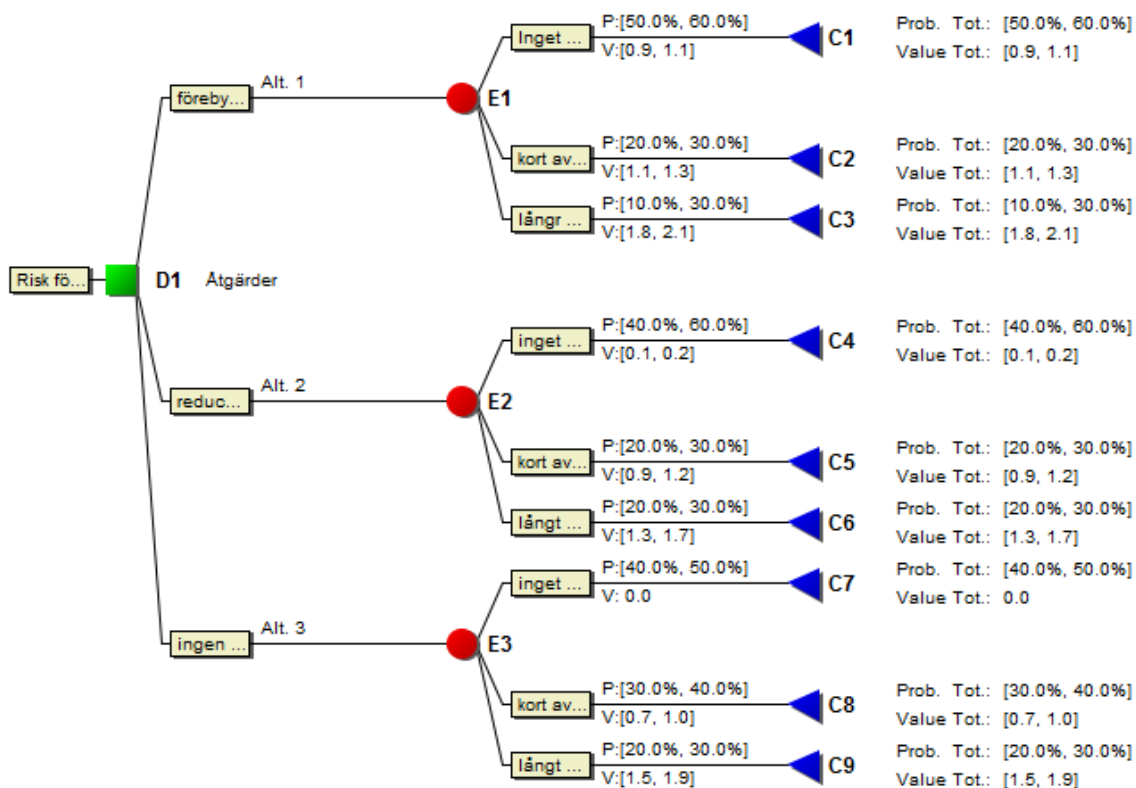 P:[50.0%, 60.0%] Prob. Tot.: [50.0%, 60.0%]
Inget ... C1
V:[0.9, 1.1] Value Tot.: [0.9, 1.1]
Alt. 1
föreby... E1
P:[20.0%, 30.0%] Prob. Tot.: [20.0%, 30.0%]
kort av... C2
V:[1.1, 1.3] Value Tot.: [1.1, 1.3]
P:[10.0%, 30.0%] Prob. Tot.: [10.0%, 30.0%]
långr ... C3
V:[1.8, 2.1] Value Tot.: [1.8, 2.1]
Risk fö... D1 Åtgärder
P:[40.0%, 60.0%] Prob. Tot.: [40.0%, 60.0%]
inget ... C4
V:[0.1, 0.2] Value Tot.: [0.1, 0.2]
Alt. 2
reduc... E2
P:[20.0%, 30.0%] Prob. Tot.: [20.0%, 30.0%]
kort av... C5
V:[0.9, 1.2] Value Tot.: [0.9, 1.2]
P:[20.0%, 30.0%] Prob. Tot.: [20.0%, 30.0%]
långt ... C6
V:[1.3, 1.7] Value Tot.: [1.3, 1.7]
P:[40.0%, 50.0%] Prob. Tot.: [40.0%, 50.0%]
inget ... C7
V: 0.0 Value Tot.: 0.0
Alt. 3
ingen ... E3
P:[30.0%, 40.0%] Prob. Tot.: [30.0%, 40.0%]
kort av... C8
V:[0.7, 1.0] Value Tot.: [0.7, 1.0]
P:[20.0%, 30.0%] Prob. Tot.: [20.0%, 30.0%]
långt ... C9
V:[1.5, 1.9] Value Tot.: [1.5, 1.9]